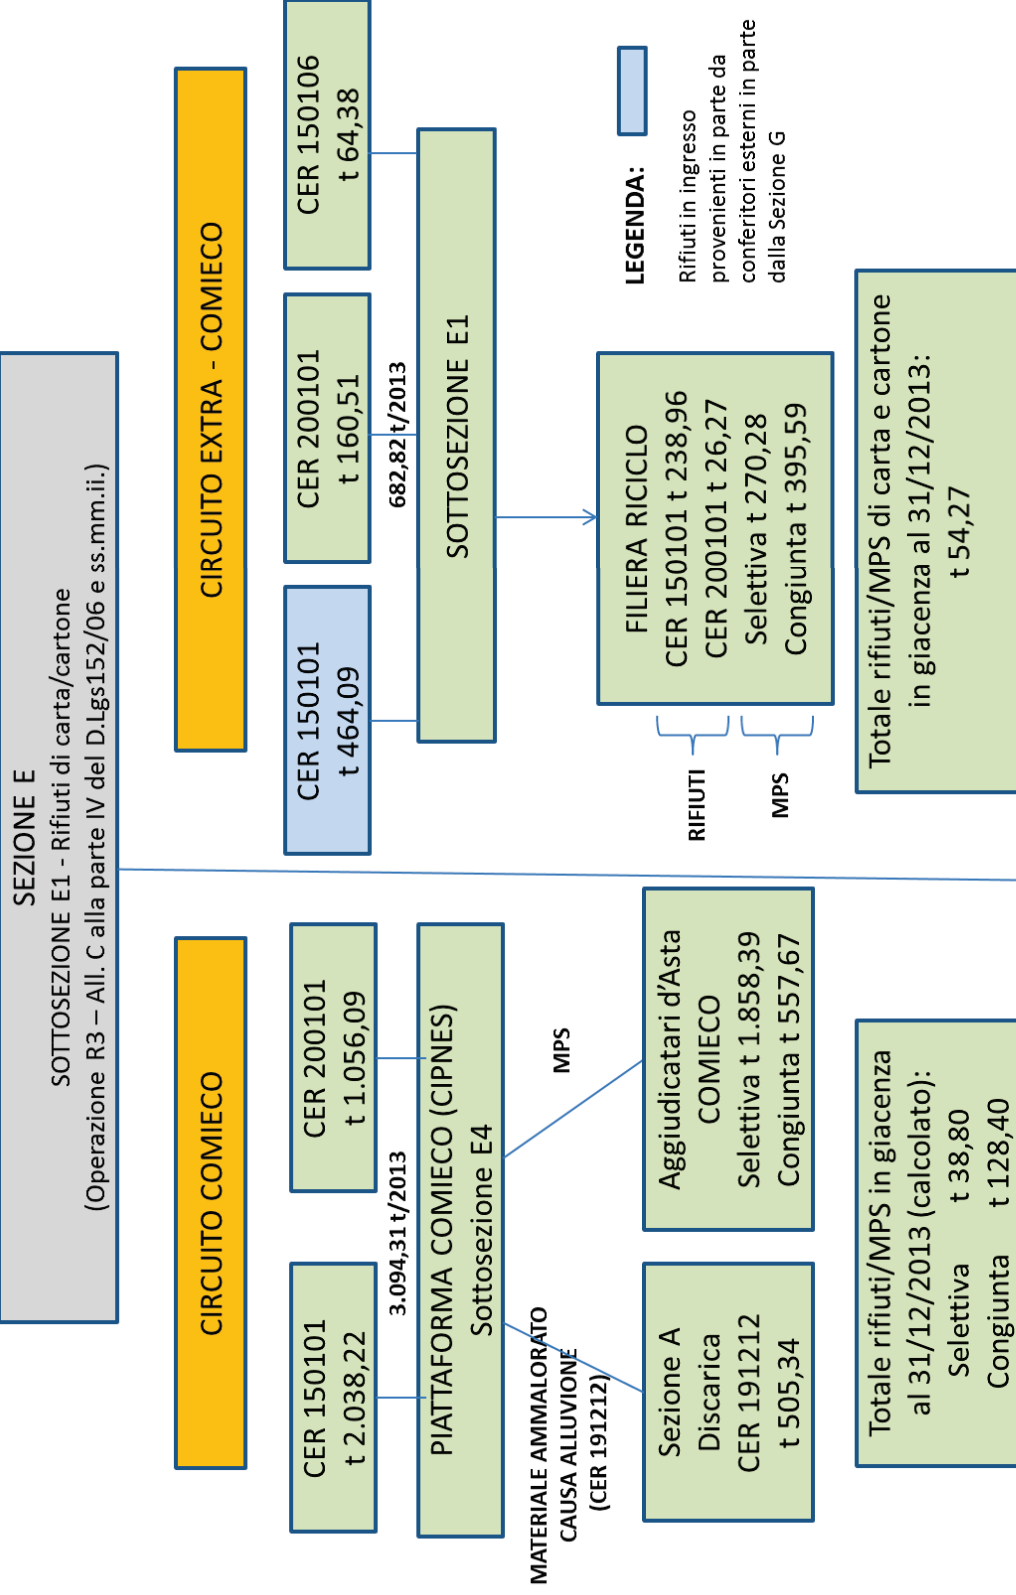 SEZIONE E
SOTTOSEZIONE E1 - Rifiuti di carta/cartone
(Operazione R3 – All. C alla parte IV del D.Lgs152/06 e ss.mm.ii.)
CIRCUITO COMIECO
CER 150101
t 2.038,22
CER 200101
t 1.056,09
3.094,31 t/2013
PIATTAFORMA COMIECO (CIPNES)
Sottosezione E4
MATERIALE AMMALORATO
CAUSA ALLUVIONE
(CER 191212)
MPS
Sezione A
Discarica
CER 191212
t 505,34
Aggiudicatari d'Asta
COMIECO
Selettiva t 1.858,39
Congiunta t 557,67
Totale rifiuti/MPS in giacenza
al 31/12/2013 (calcolato):
Selettiva t 38,80
Congiunta t 128,40
CIRCUITO EXTRA - COMIECO
CER 150101
t 464,09
CER 200101
t 160,51
CER 150106
t 64,38
682,82 t/2013
SOTTOSEZIONE E1
FILIERA RICICLO
CER 150101 t 238,96
CER 200101 t 26,27
Selettiva t 270,28
Congiunta t 395,59
RIFIUTI
MPS
LEGENDA:
Rifiuti in ingresso
provenienti in parte da
conferitori esterni in parte
dalla Sezione G
Totale rifiuti/MPS di carta e cartone
in giacenza al 31/12/2013:
t 54,27